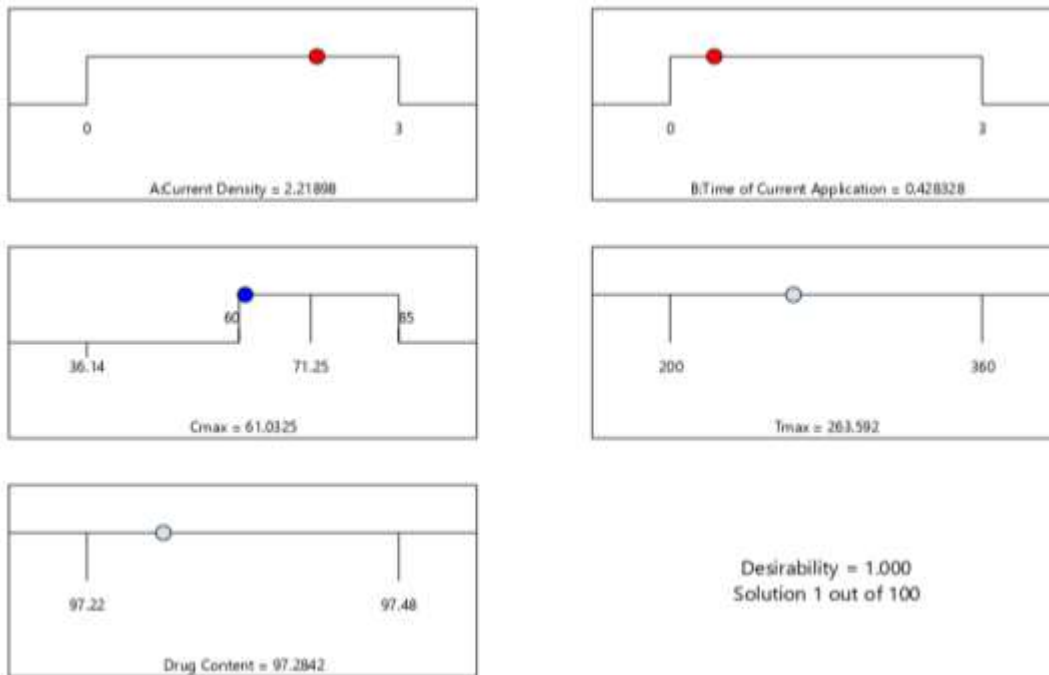 0
3
A:Current Density = 2.21898
0
3
B:Time of Current Application = 0.428328
60
85
36.14
71.25
Cmax = 61.0325
200
360
Tmax = 263.592
97.22
97.48
Drug Content = 97.2842
Desirability = 1.000
Solution 1 out of 100